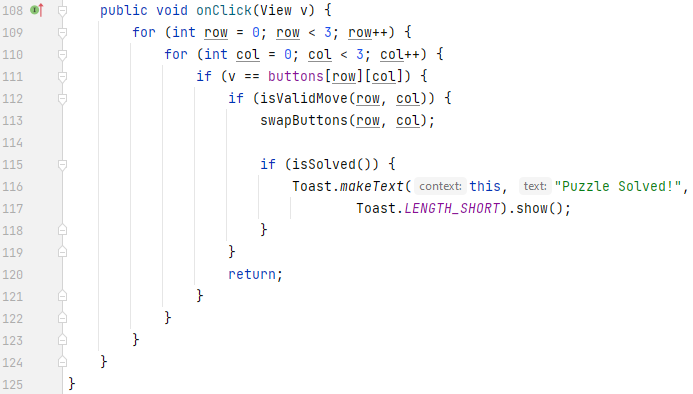 108 public void onClick(View v) {
109 for (int row = 0; row < 3; row++) {
110 for (int col = 0; col < 3; col++) {
111 if (v == buttons[row][col]) {
112 if (isValidMove(row, col)) {
113 swapButtons(row, col);
114
115 if (isSolved()) {
116 Toast.makeText( context: this, text: "Puzzle Solved!",
117 Toast.LENGTH_SHORT).show();
118 }
119 }
120 return;
121 }
122 }
123 }
124 }
125 }